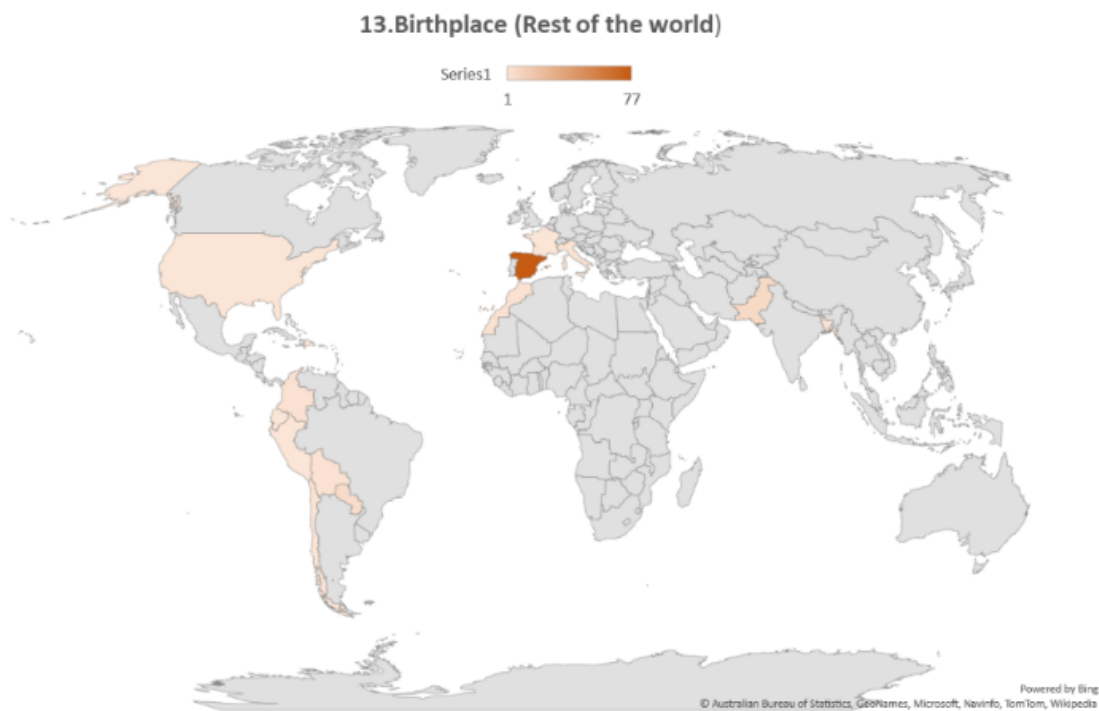 13.Birthplace (Rest of the world)
Series1
1 77
Powered by Bing
© Australian Bureau of Statistics, GeoNames, Microsoft, Navinfo, TomTom, Wikipedia